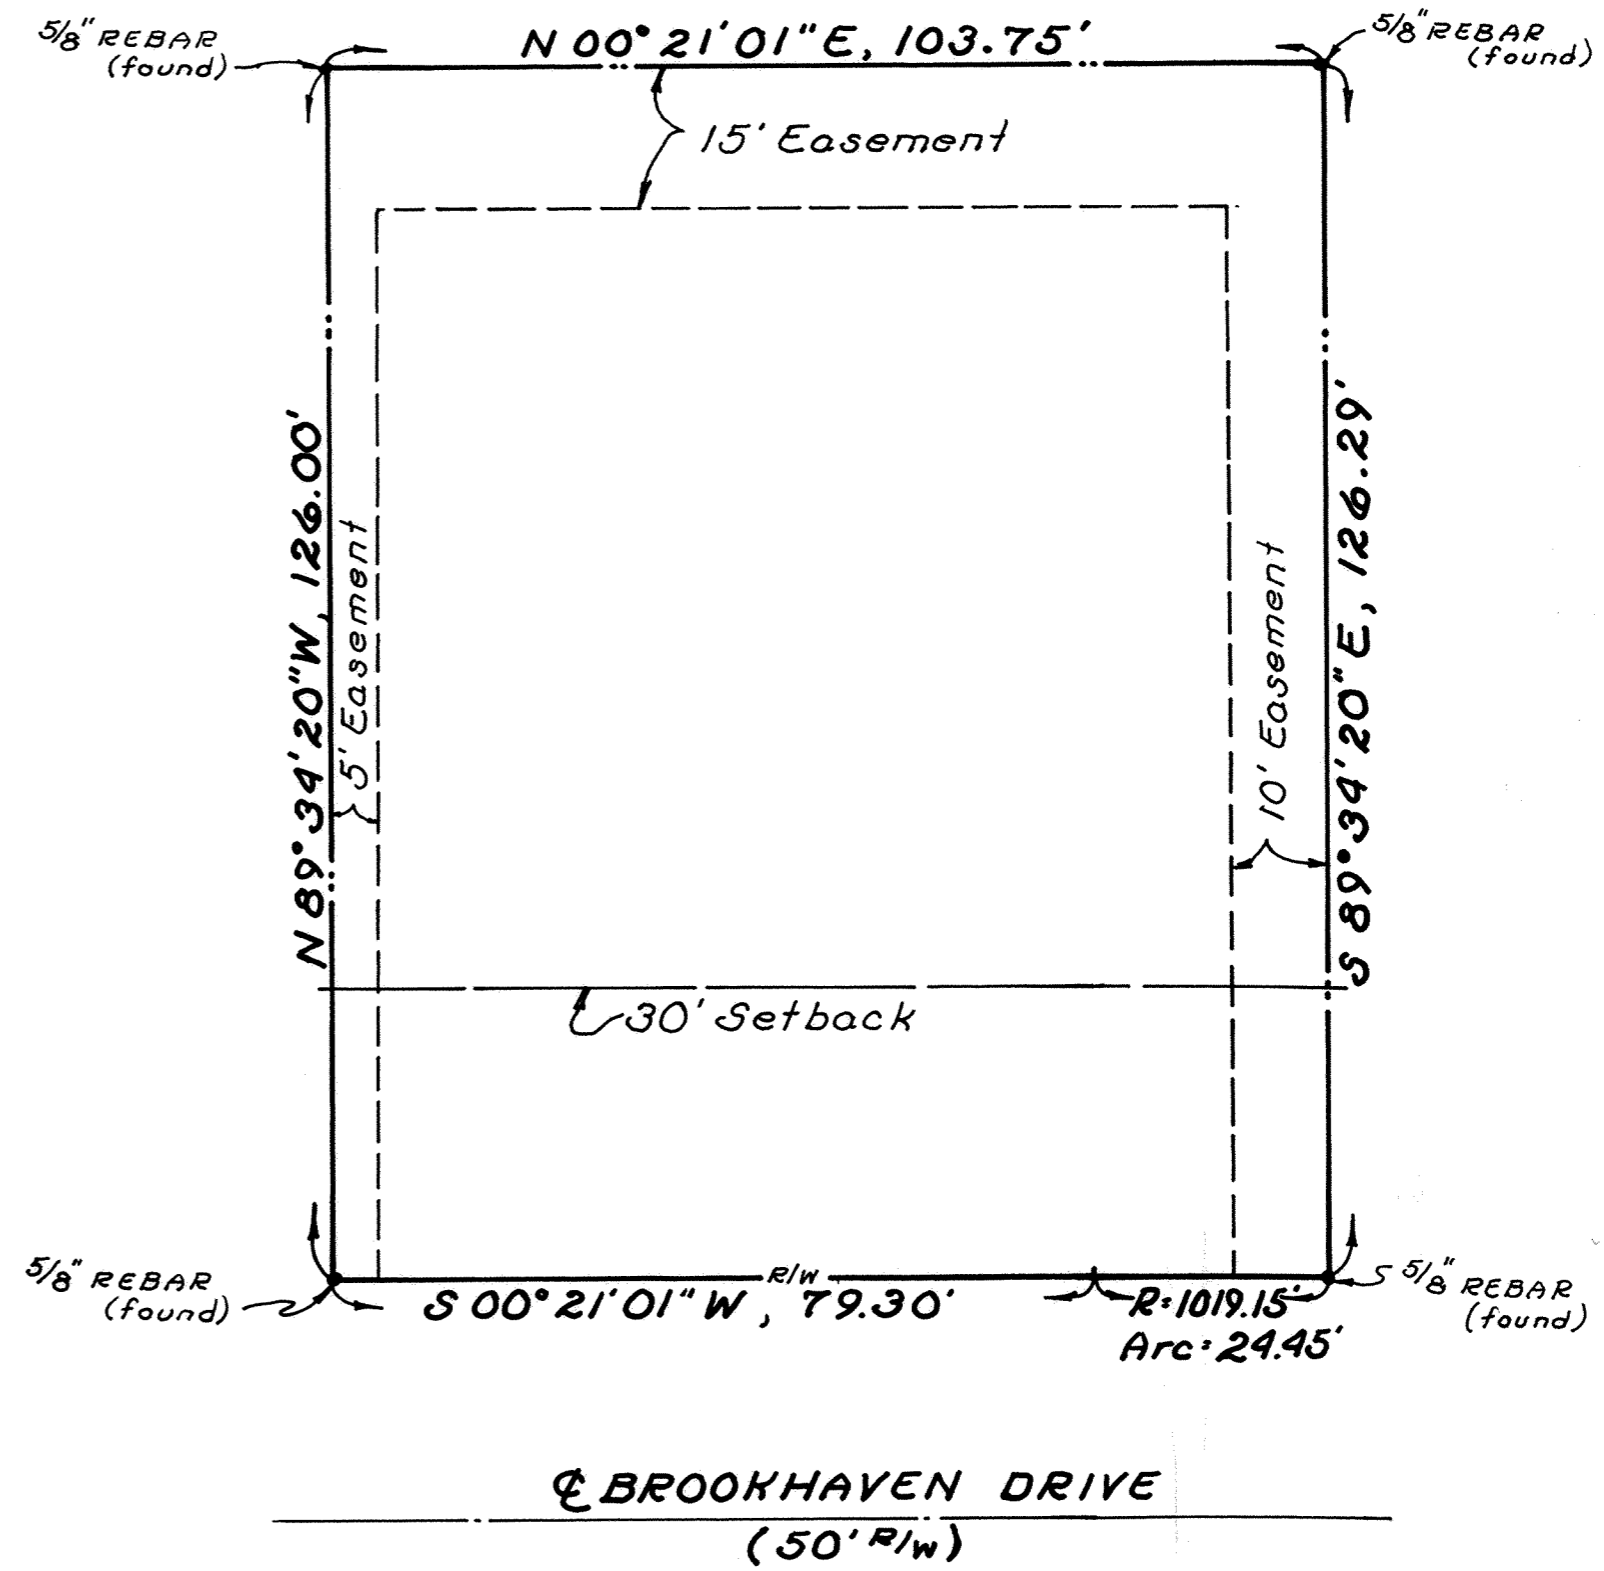 5/8" REBAR
(found)
N 00° 21' 01" E, 103.75'
5/8" REBAR
(found)
15' Easement
N 89° 34' 20" W, 126.00'
5' Easement
10' Easement
S 89° 34' 20" E, 126.29'
30' Setback
5/8" REBAR
(found)
R/W
S 00° 21' 01" W, 79.30'
R=1019.15'
Arc=24.45'
5/8" REBAR
(found)
℄ BROOKHAVEN DRIVE
(50' R/W)